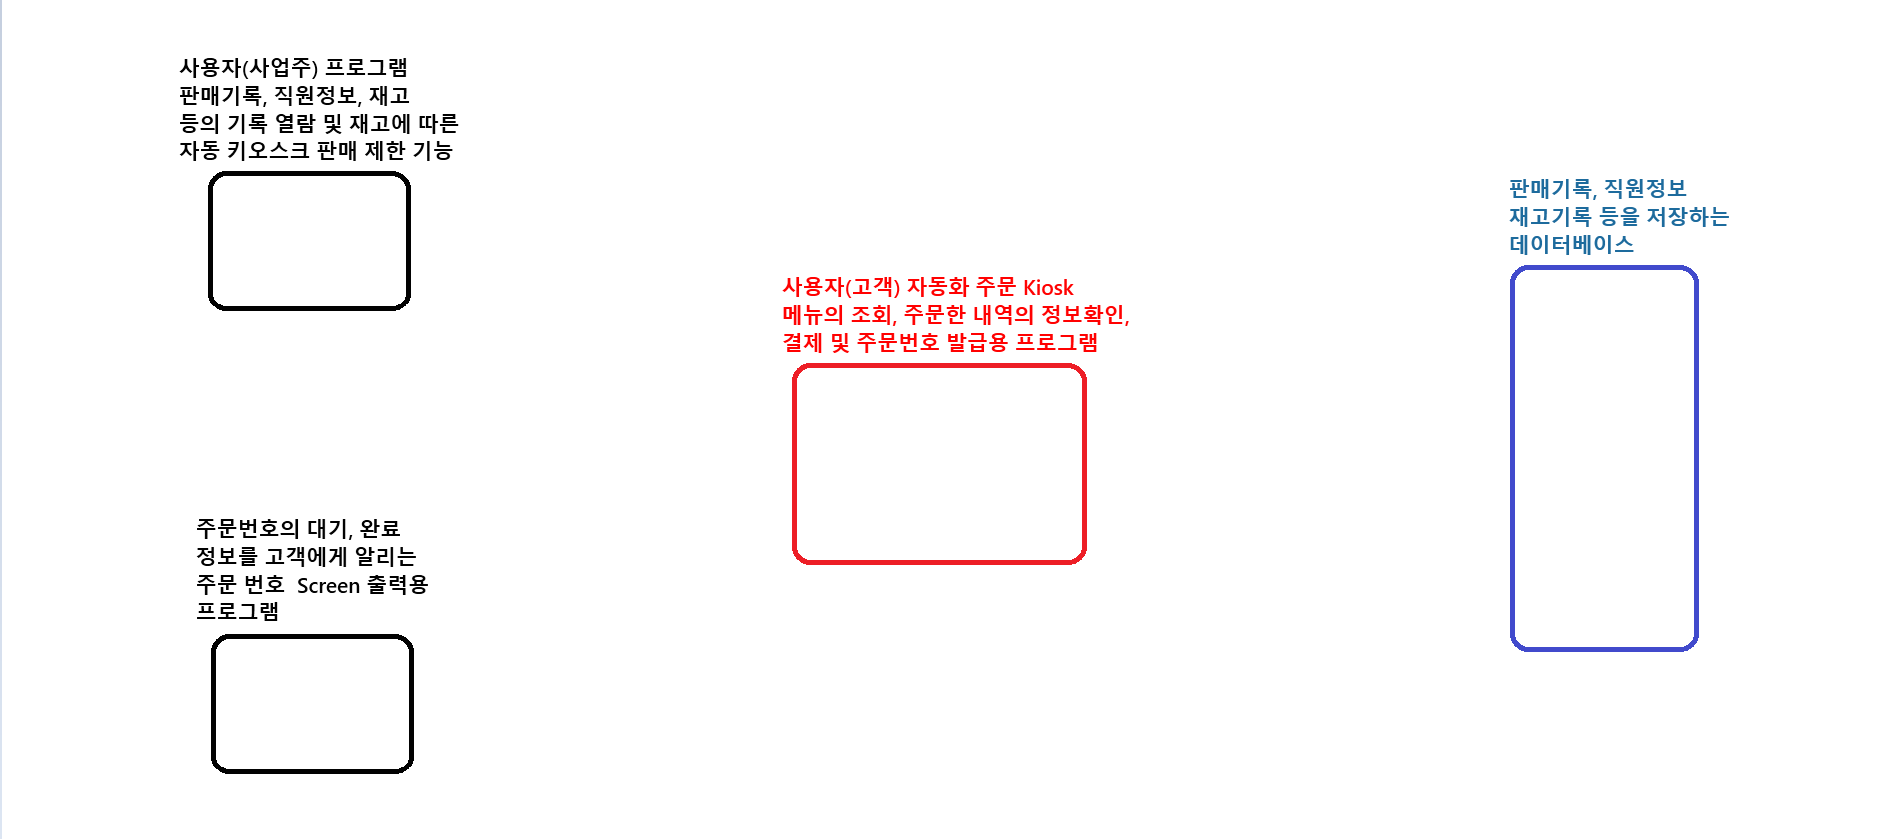 사용자(사업주) 프로그램
판매기록, 직원정보, 재고
등의 기록 열람 및 재고에 따른
자동 키오스크 판매 제한 기능
판매기록, 직원정보
재고기록 등을 저장하는
데이터베이스
사용자(고객) 자동화 주문 Kiosk
메뉴의 조회, 주문한 내역의 정보확인,
결제 및 주문번호 발급용 프로그램
주문번호의 대기, 완료
정보를 고객에게 알리는
주문 번호  Screen 출력용
프로그램